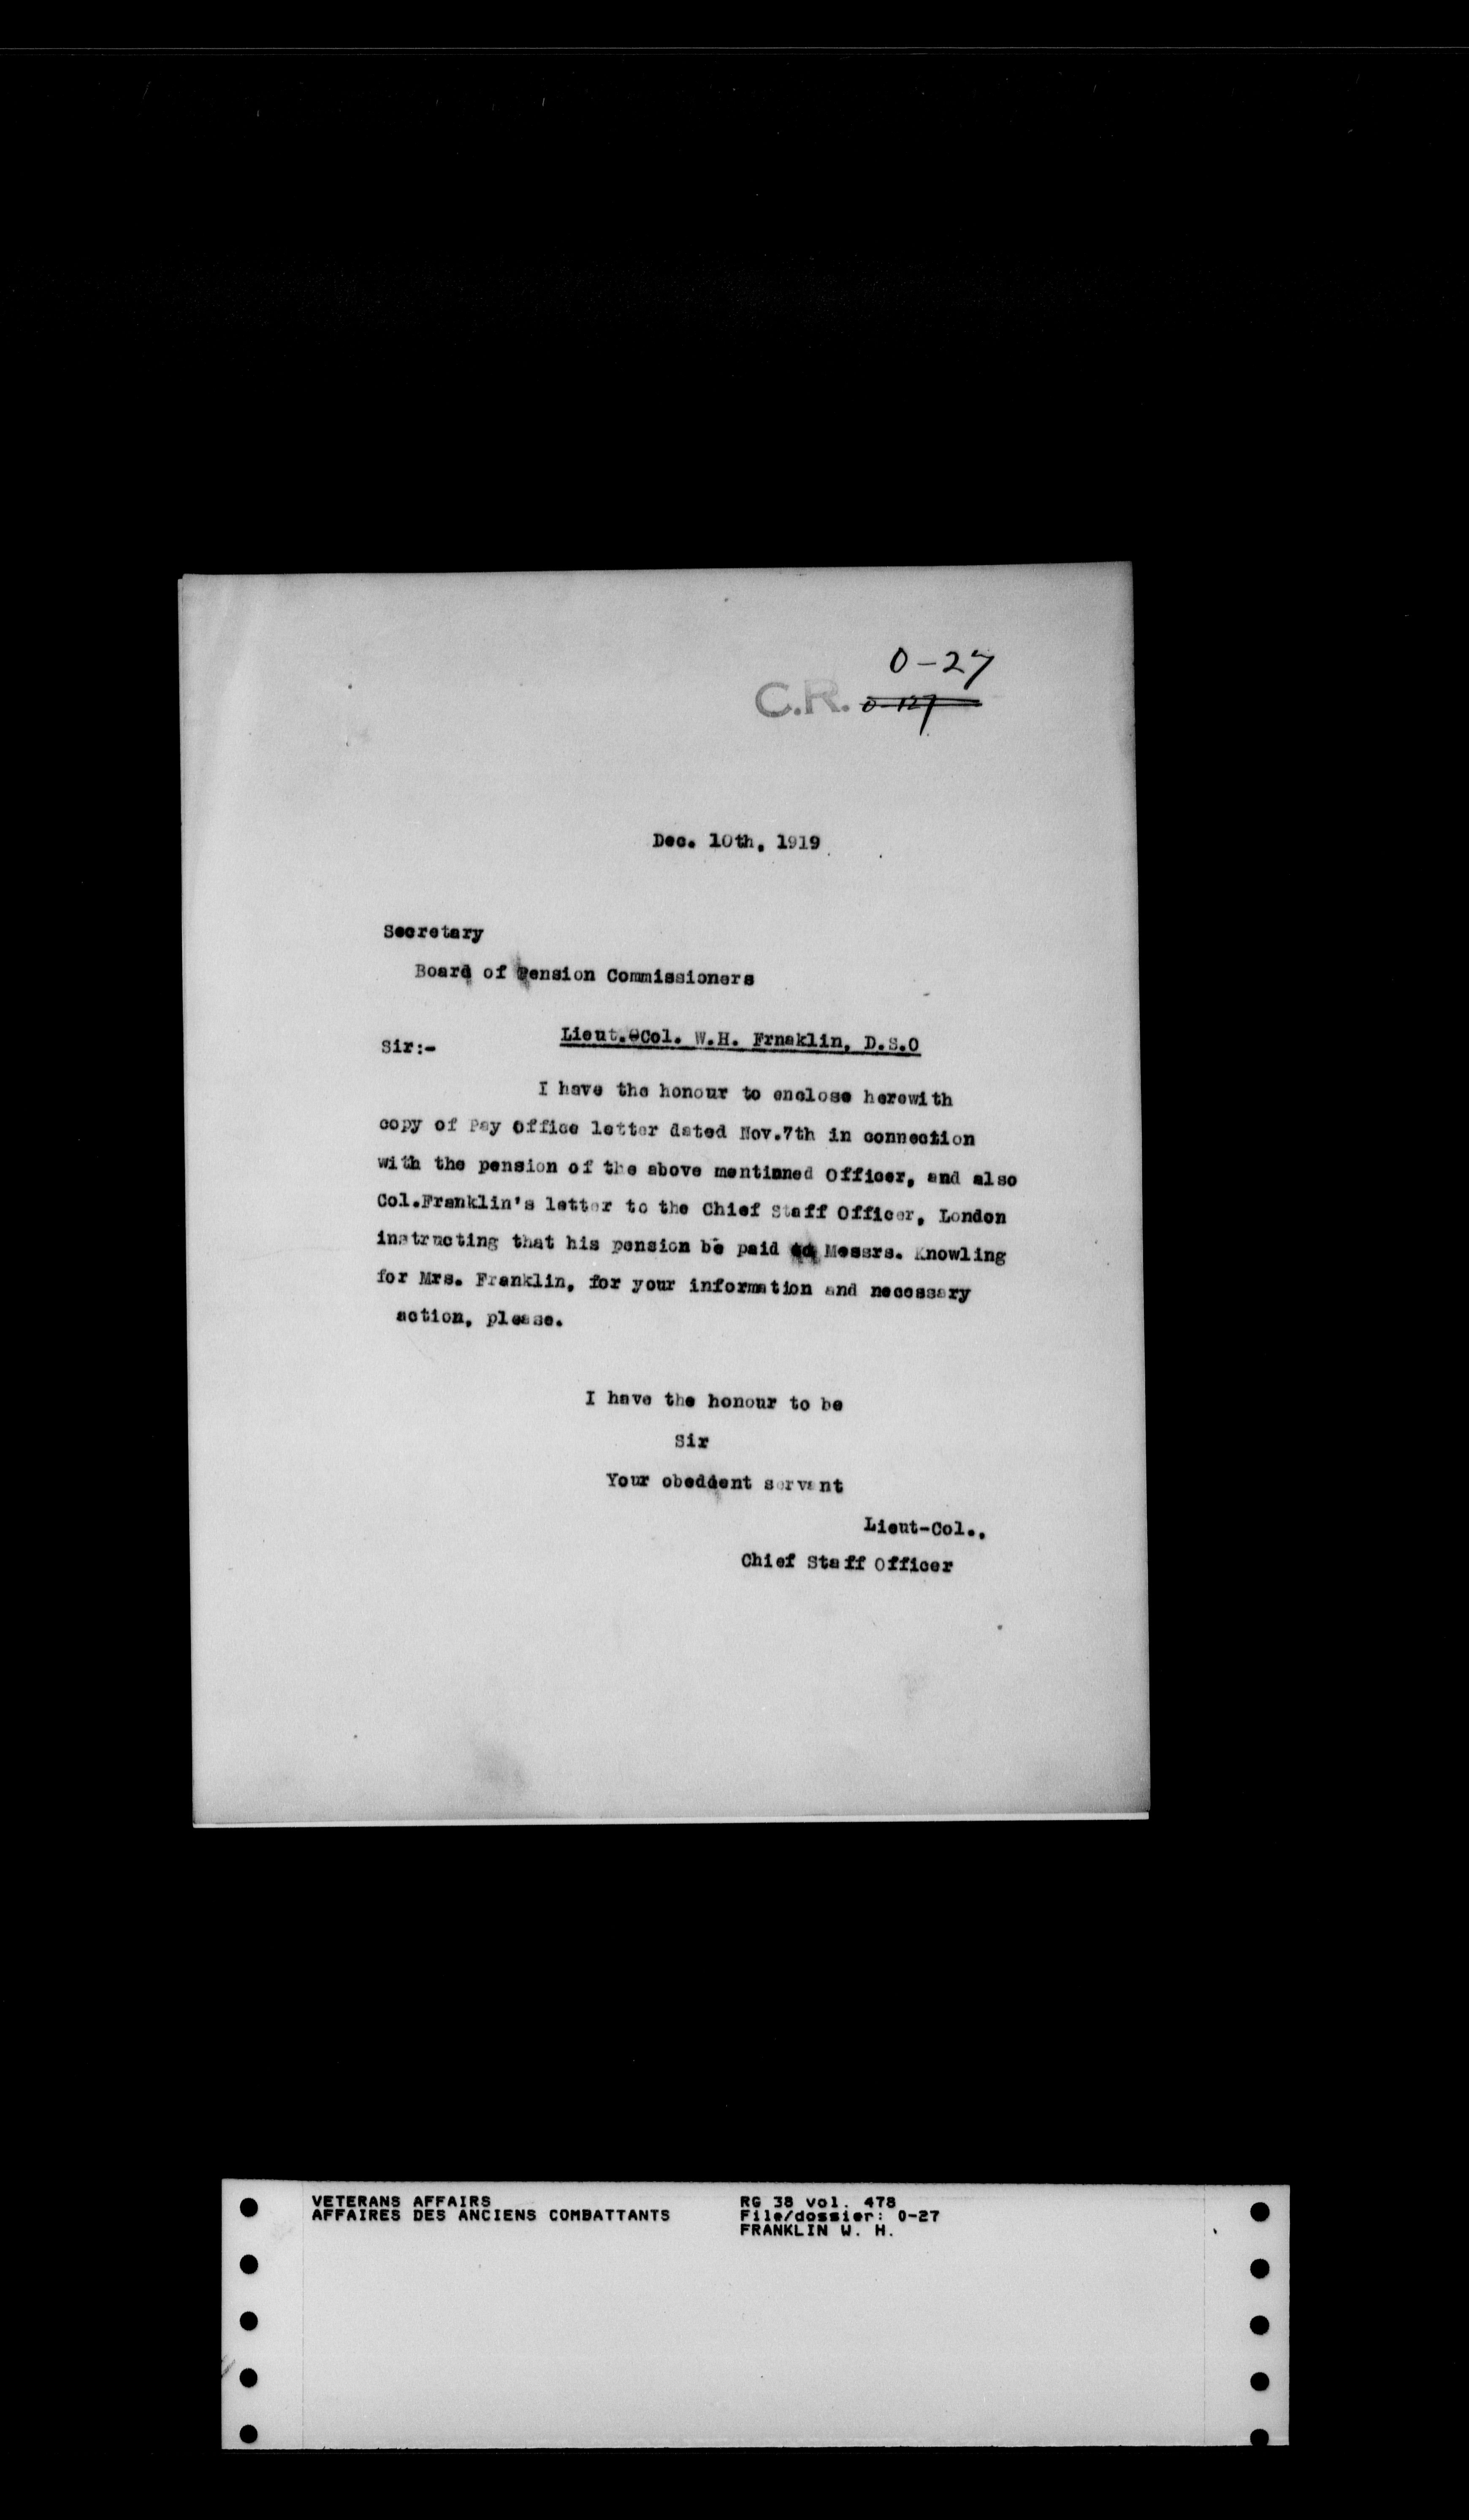 0-27
C.R. 0-127
Dec. 10th, 1919
Secretary
Board of Pension Commissioners
Sir:-
Lieut.-Col. W.H. Frnaklin, D.S.O
I have the honour to enclose herewith
copy of Pay Office letter dated Nov.7th in connection
with the pension of the above mentinned Officer, and also
Col.Franklin's letter to the Chief Staff Officer, London
instructing that his pension be paid to Messrs. Knowling
for Mrs. Franklin, for your information and necessary
action, please.
I have the honour to be
Sir
Your obeddent servant
Lieut-Col.,
Chief Staff Officer
VETERANS AFFAIRS
AFFAIRES DES ANCIENS COMBATTANTS
RG 38 vol. 478
File/dossier: 0-27
FRANKLIN W. H.